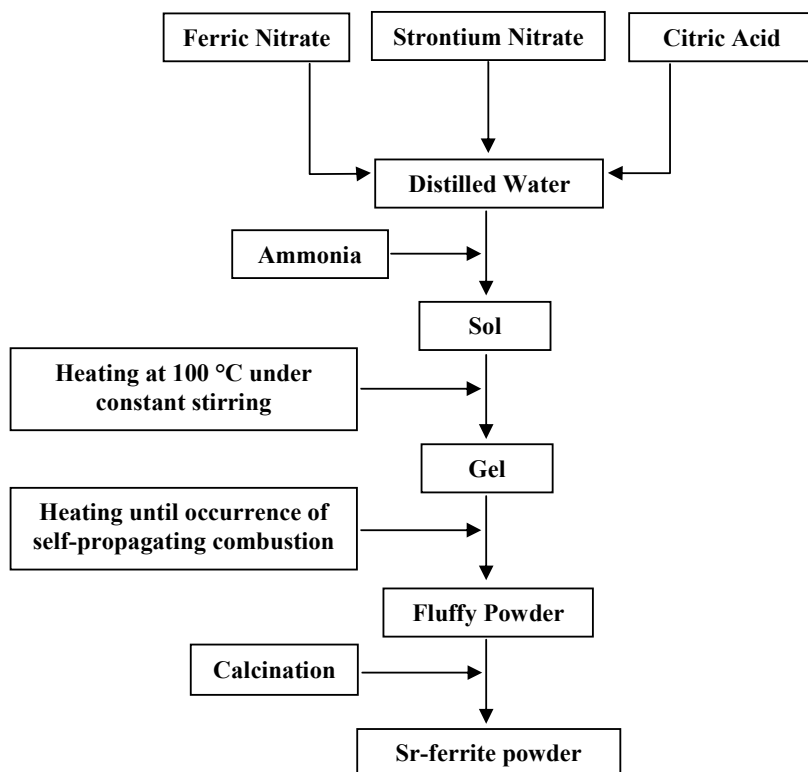 Ferric Nitrate
Strontium Nitrate
Citric Acid
Distilled Water
Ammonia
Sol
Heating at 100 °C under
constant stirring
Gel
Heating until occurrence of
self-propagating combustion
Fluffy Powder
Calcination
Sr-ferrite powder